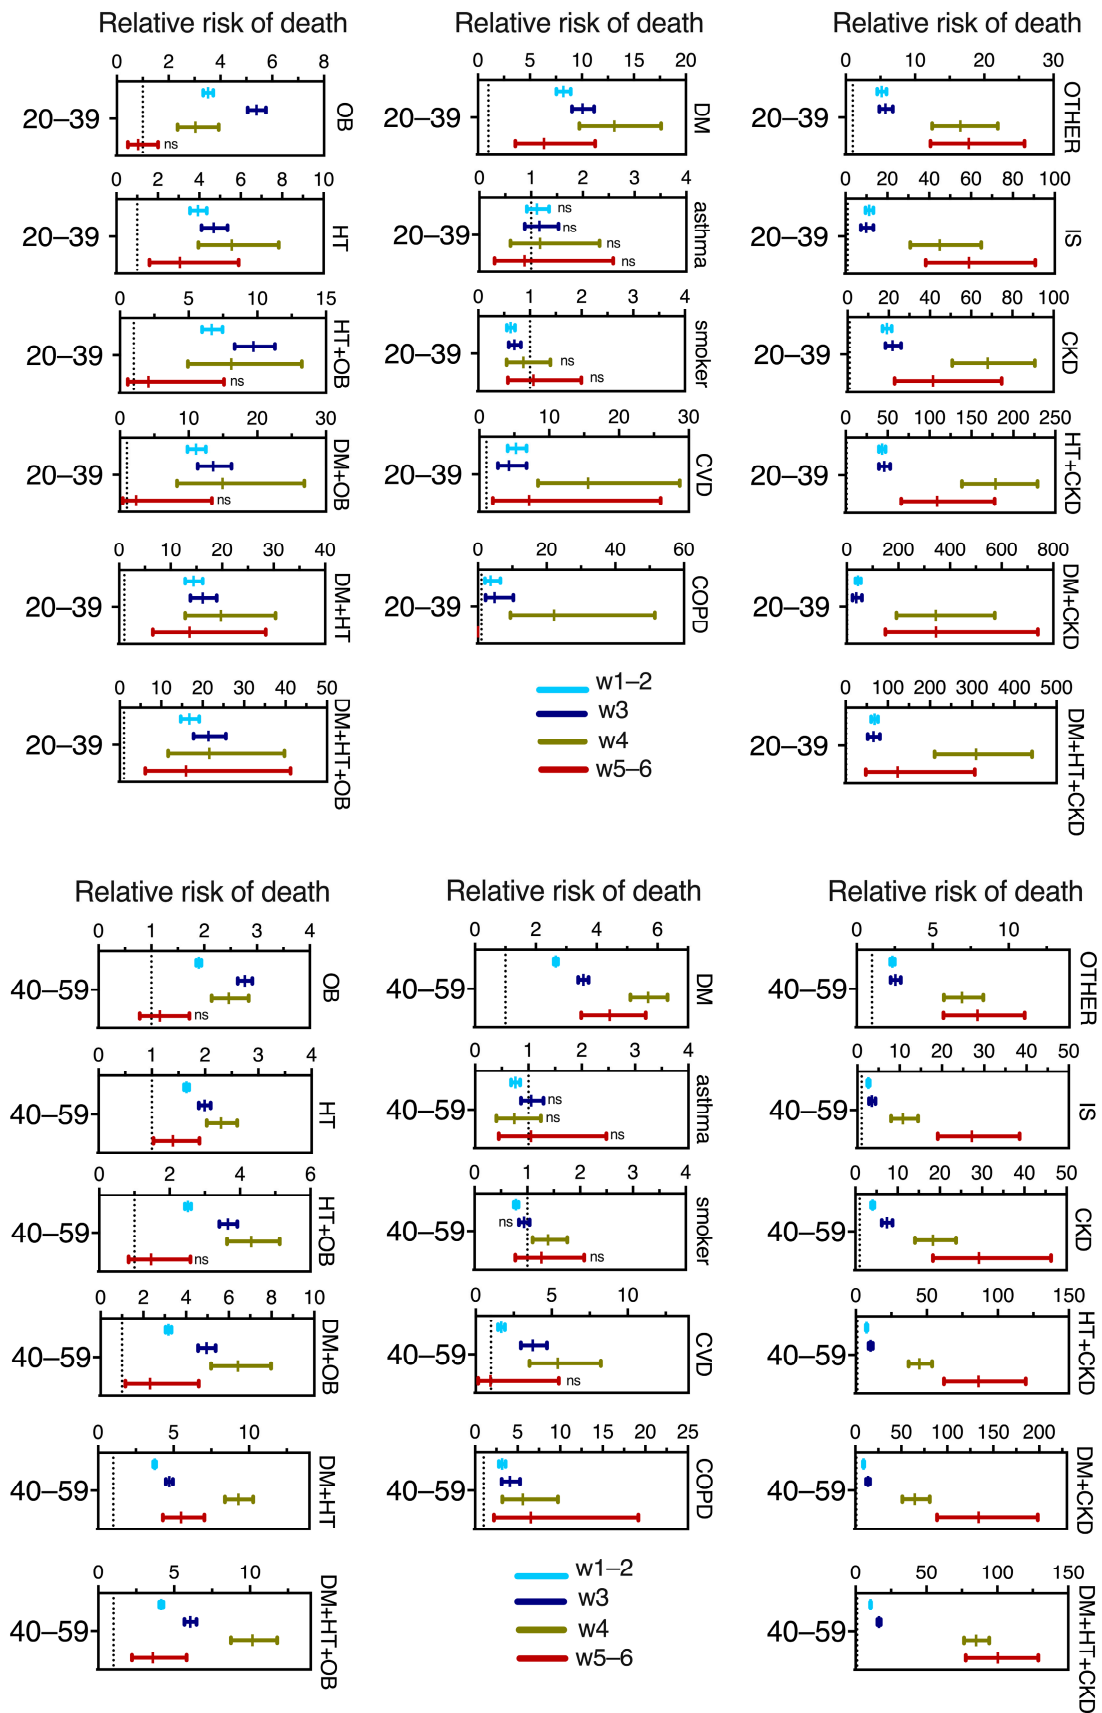 Relative risk of death Relative risk of death Relative risk of death
0 2 4 6 8 0 5 10 15 20 0 10 20 30
20–39 OB 20–39 DM 20–39 OTHER
ns
0 2 4 6 8 10 0 1 2 3 4 0 20 40 60 80 100
20–39 HT 20–39 asthma 20–39 IS
ns
ns
ns
ns
0 5 10 15 0 1 2 3 4 0 20 40 60 80 100
20–39 HT+OB 20–39 smoker 20–39 CKD
ns
ns ns
0 10 20 30 0 10 20 30 0 50 100 150 200 250
20–39 DM+OB 20–39 CVD 20–39 HT+CKD
ns
0 10 20 30 40 0 20 40 60 0 200 400 600 800
20–39 DM+HT 20–39 COPD 20–39 DM+CKD
0 10 20 30 40 50 0 100 200 300 400 500
20–39 DM+HT+OB 20–39 DM+HT+CKD
w1–2
w3
w4
w5–6
Relative risk of death Relative risk of death Relative risk of death
0 1 2 3 4 0 2 4 6 0 5 10
40–59 OB 40–59 DM 40–59 OTHER
ns
0 1 2 3 4 0 1 2 3 4 0 10 20 30 40 50
40–59 HT 40–59 asthma 40–59 IS
ns
ns
ns
0 2 4 6 0 1 2 3 4 0 10 20 30 40 50
40–59 HT+OB 40–59 smoker 40–59 CKD
ns
ns ns
0 2 4 6 8 10 0 5 10 0 50 100 150
40–59 DM+OB 40–59 CVD 40–59 HT+CKD
ns
0 5 10 0 5 10 15 20 25 0 50 100 150 200
40–59 DM+HT 40–59 COPD 40–59 DM+CKD
0 5 10 0 50 100 150
40–59 DM+HT+OB 40–59 DM+HT+CKD
w1–2
w3
w4
w5–6